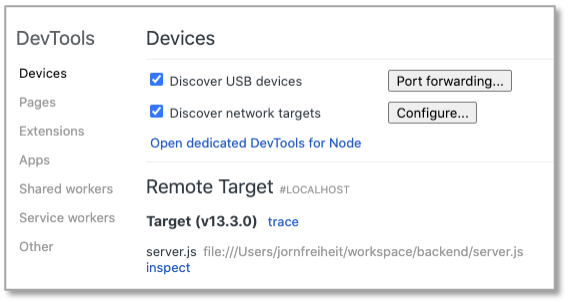 DevTools
Devices
Pages
Extensions
Apps
Shared workers
Service workers
Other
Devices
Discover USB devices
Port forwarding...
Discover network targets
Configure...
Open dedicated DevTools for Node
Remote Target #LOCALHOST
Target (v13.3.0) trace
server.js file:///Users/jornfreiheit/workspace/backend/server.js
inspect